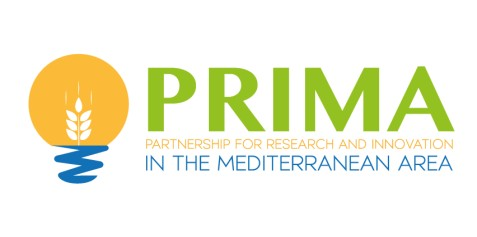 PRIMA
PARTNERSHIP FOR RESEARCH AND INNOVATION
IN THE MEDITERRANEAN AREA